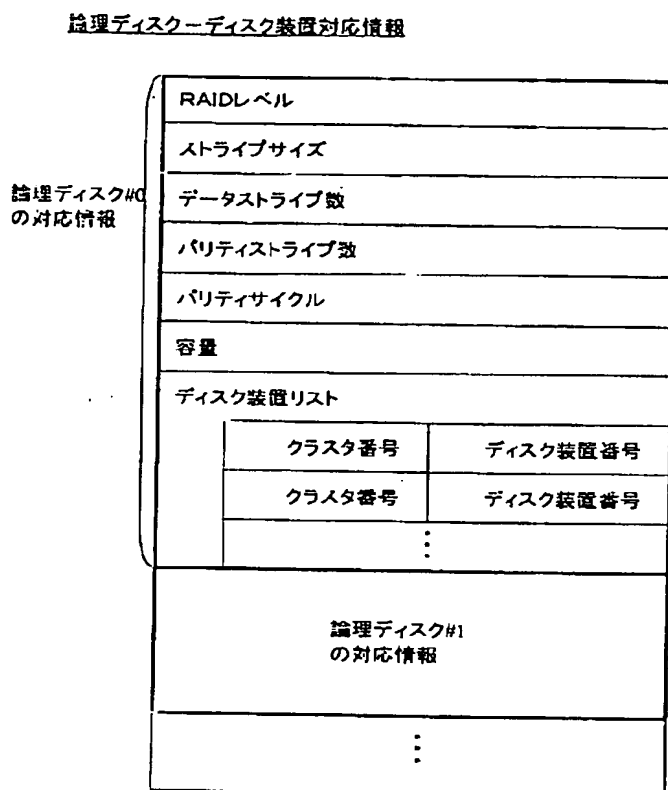 論理ディスクーディスク装置対応情報
RAIDレベル
ストライプサイズ
論理ディスク#0
の対応情報
データストライプ数
パリティストライプ数
パリティサイクル
容量
ディスク装置リスト
クラスタ番号 ディスク装置番号
クラスタ番号 ディスク装置番号
⋮
論理ディスク#1
の対応情報
⋮